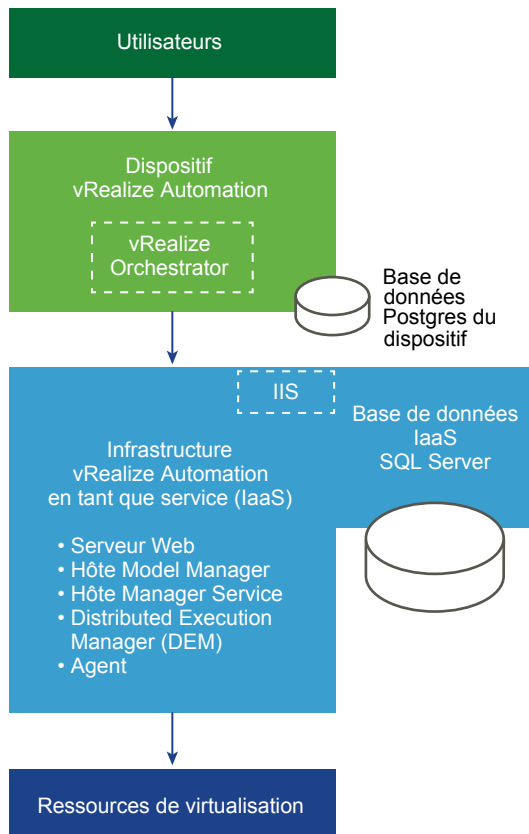 Utilisateurs
Dispositif
vRealize Automation
vRealize
Orchestrator
Base de
données
Postgres du
dispositif
IIS
Base de données
IaaS
SQL Server
Infrastructure
vRealize Automation
en tant que service (IaaS)
• Serveur Web
• Hôte Model Manager
• Hôte Manager Service
• Distributed Execution
Manager (DEM)
• Agent
Ressources de virtualisation